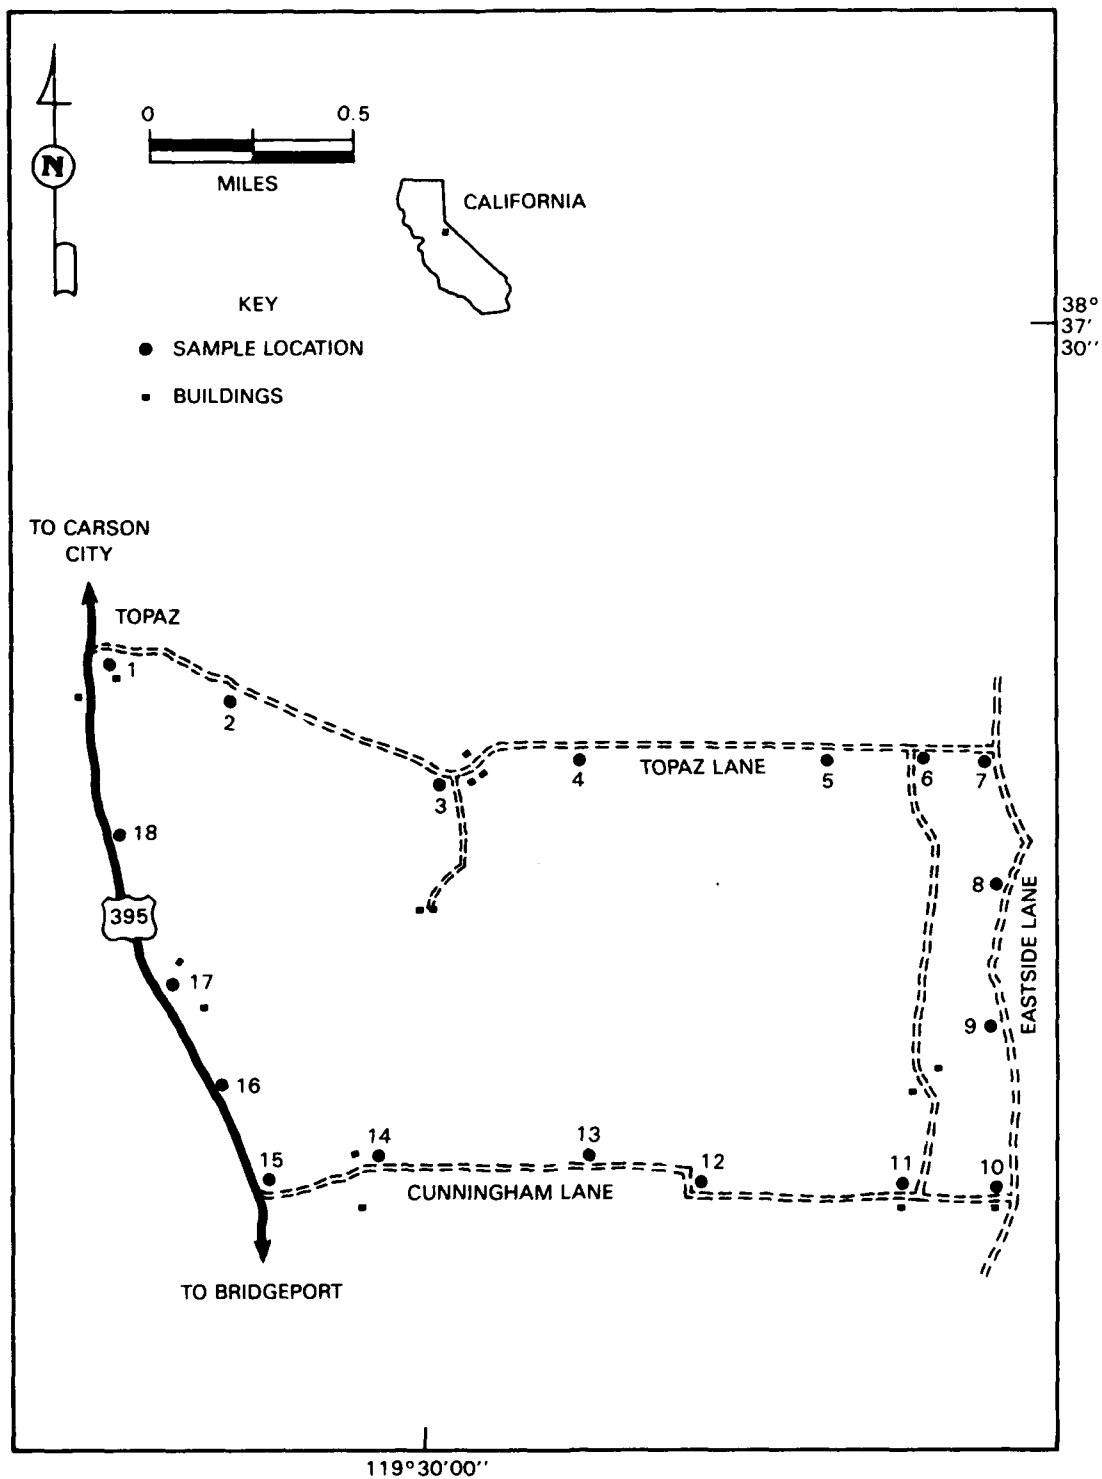 0 0.5
MILES
N
CALIFORNIA
KEY
SAMPLE LOCATION
BUILDINGS
38°
37'
30''
TO CARSON
CITY
TOPAZ
1
2
3
4
TOPAZ LANE
5
6
7
18
8
395
EASTSIDE LANE
17
9
16
15
14
13
12
11
10
CUNNINGHAM LANE
TO BRIDGEPORT
119°30'00''